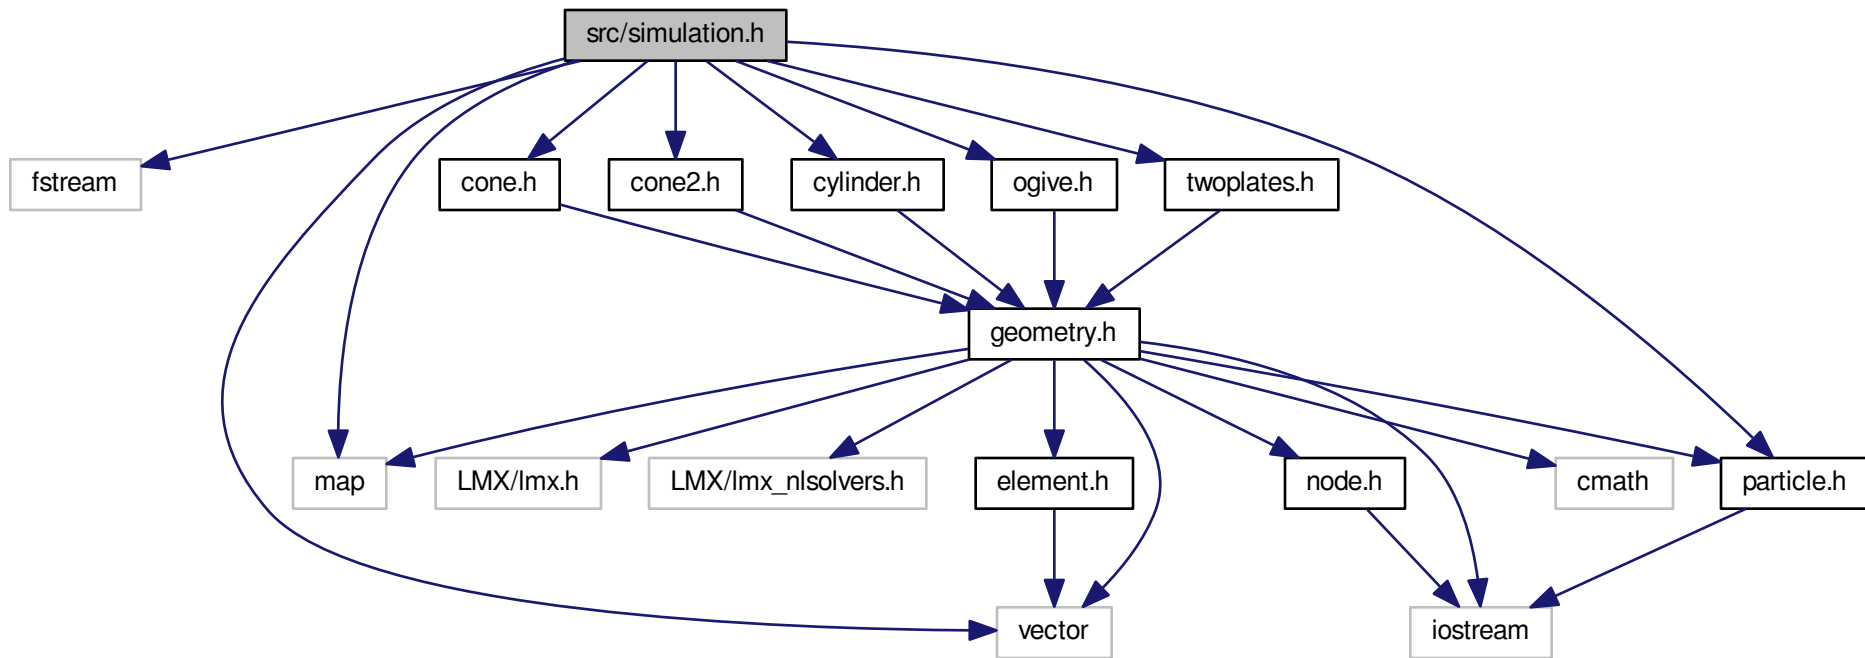 src/simulation.h
fstream
cone.h
cone2.h
cylinder.h
ogive.h
twoplates.h
geometry.h
map
LMX/lmx.h
LMX/lmx_nlsolvers.h
element.h
node.h
cmath
particle.h
vector
iostream